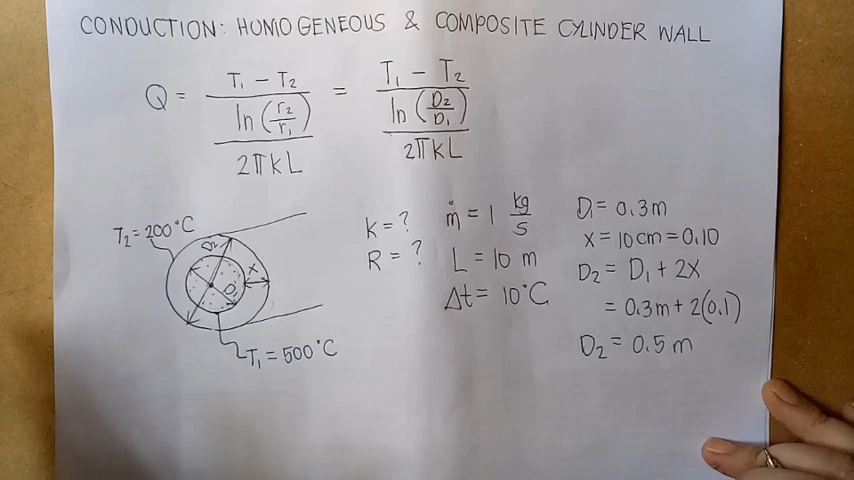 CONDUCTION: HOMOGENEOUS & COMPOSITE CYLINDER WALL
Q = (T₁ - T₂) / (ln(r₂/r₁) / 2πkL) = (T₁ - T₂) / (ln(D₂/D₁) / 2πkL)
T₂ = 200°C
D₂
x
D₁
T₁ = 500°C
K = ?
R = ?
ṁ = 1 kg/s
L = 10 m
Δt = 10°C
D₁ = 0.3m
x = 10cm = 0.10
D₂ = D₁ + 2x
= 0.3m + 2(0.1)
D₂ = 0.5 m